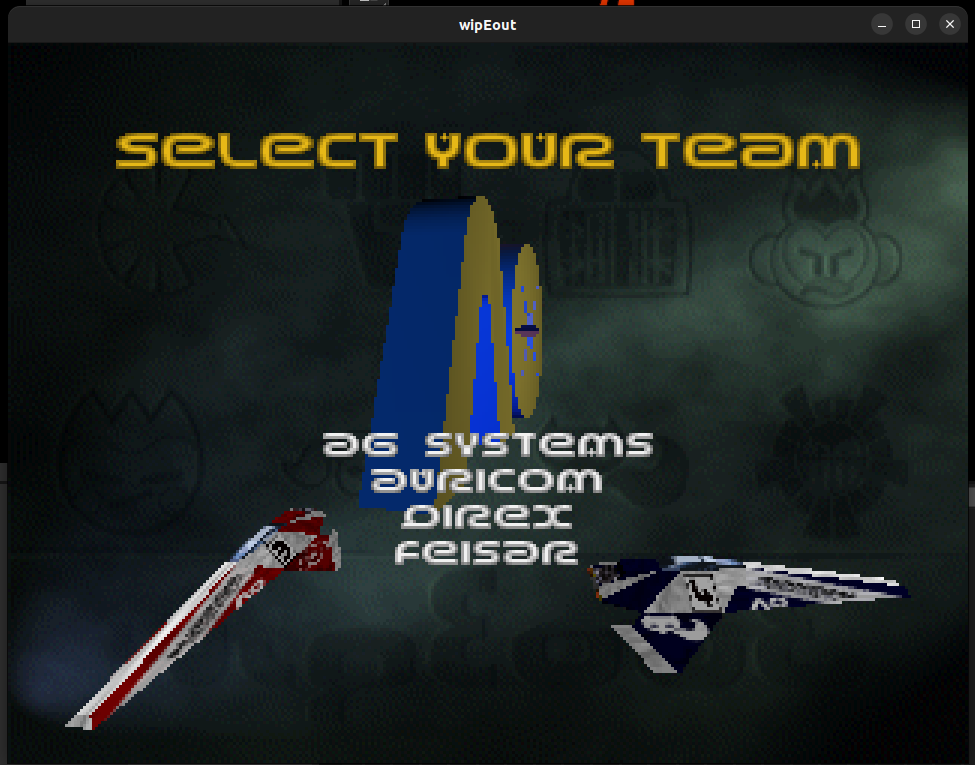 wipEout
SELECT YOUR TEAM
AG SYSTEMS
AURICOM
DIREX
FEISAR